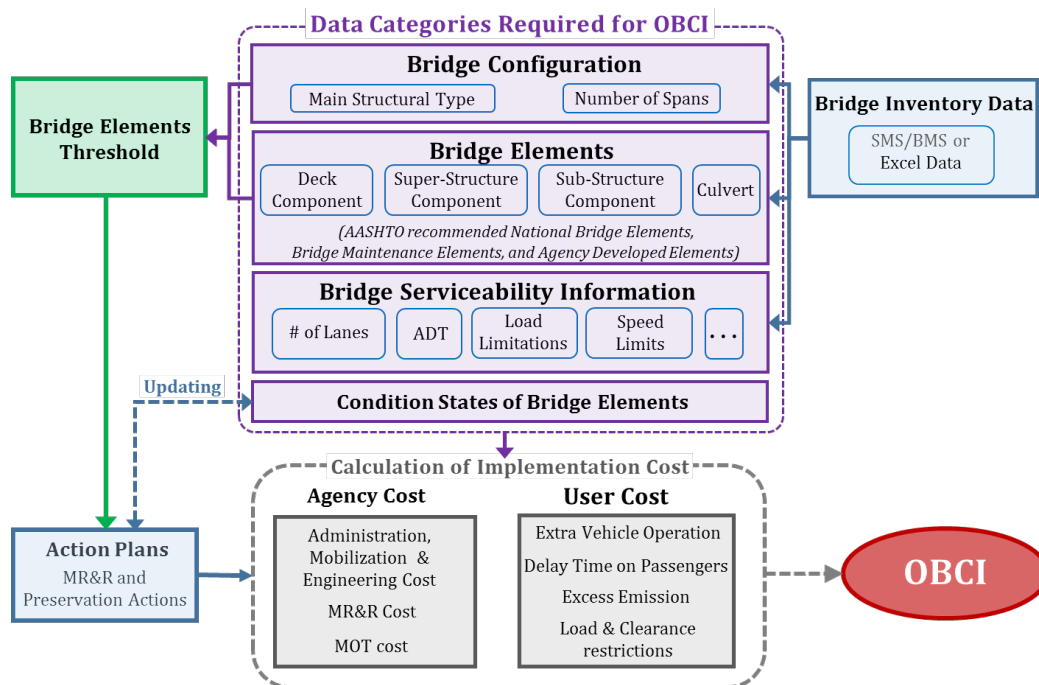 Data Categories Required for OBCI
Bridge Configuration
Main Structural Type
Number of Spans
Bridge Elements
Threshold
Bridge Inventory Data
SMS/BMS or
Excel Data
Bridge Elements
Deck
Component
Super-Structure
Component
Sub-Structure
Component
Culvert
(AASHTO recommended National Bridge Elements,
Bridge Maintenance Elements, and Agency Developed Elements)
Bridge Serviceability Information
# of Lanes
ADT
Load
Limitations
Speed
Limits
...
Updating
Condition States of Bridge Elements
Calculation of Implementation Cost
Agency Cost
Administration,
Mobilization &
Engineering Cost
MR&R Cost
MOT cost
User Cost
Extra Vehicle Operation
Delay Time on Passengers
Excess Emission
Load & Clearance
restrictions
Action Plans
MR&R and
Preservation Actions
OBCI